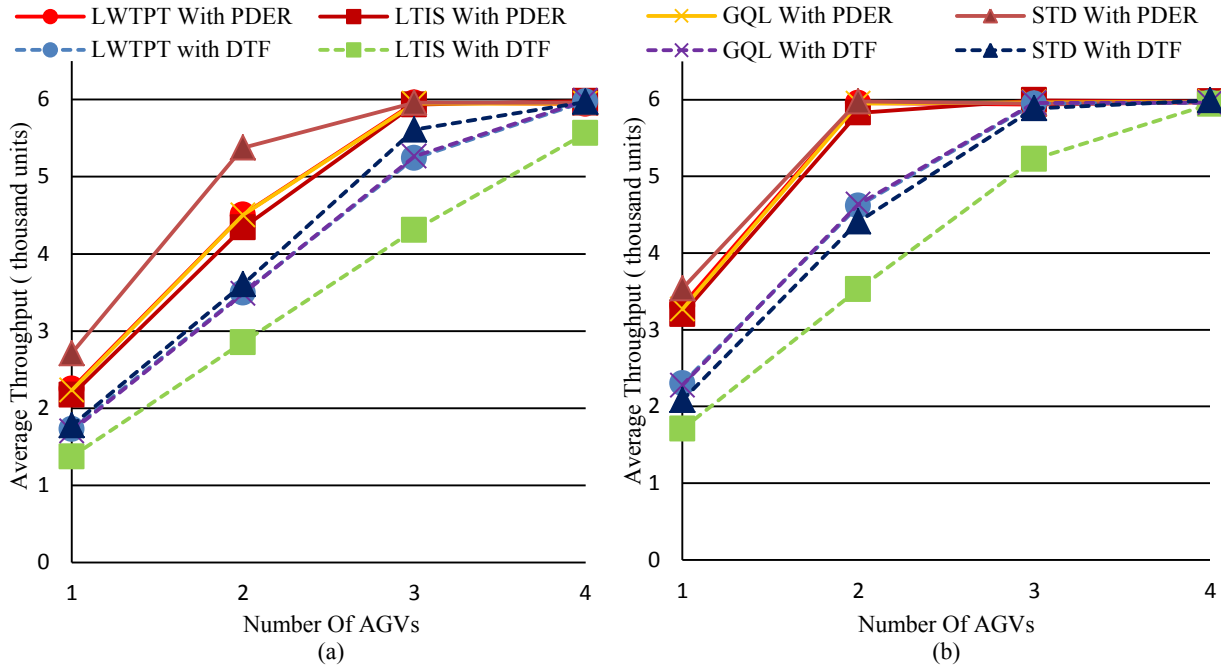 LWTPT With PDER
LTIS With PDER
GQL With PDER
STD With PDER
LWTPT with DTF
LTIS With DTF
GQL With DTF
STD With DTF
Average Throughput ( thousand units)
6
5
4
3
2
1
0
1 2 3 4
Number Of AGVs
(a)
Average Throughput ( thousand units)
6
5
4
3
2
1
0
1 2 3 4
Number Of AGVs
(b)